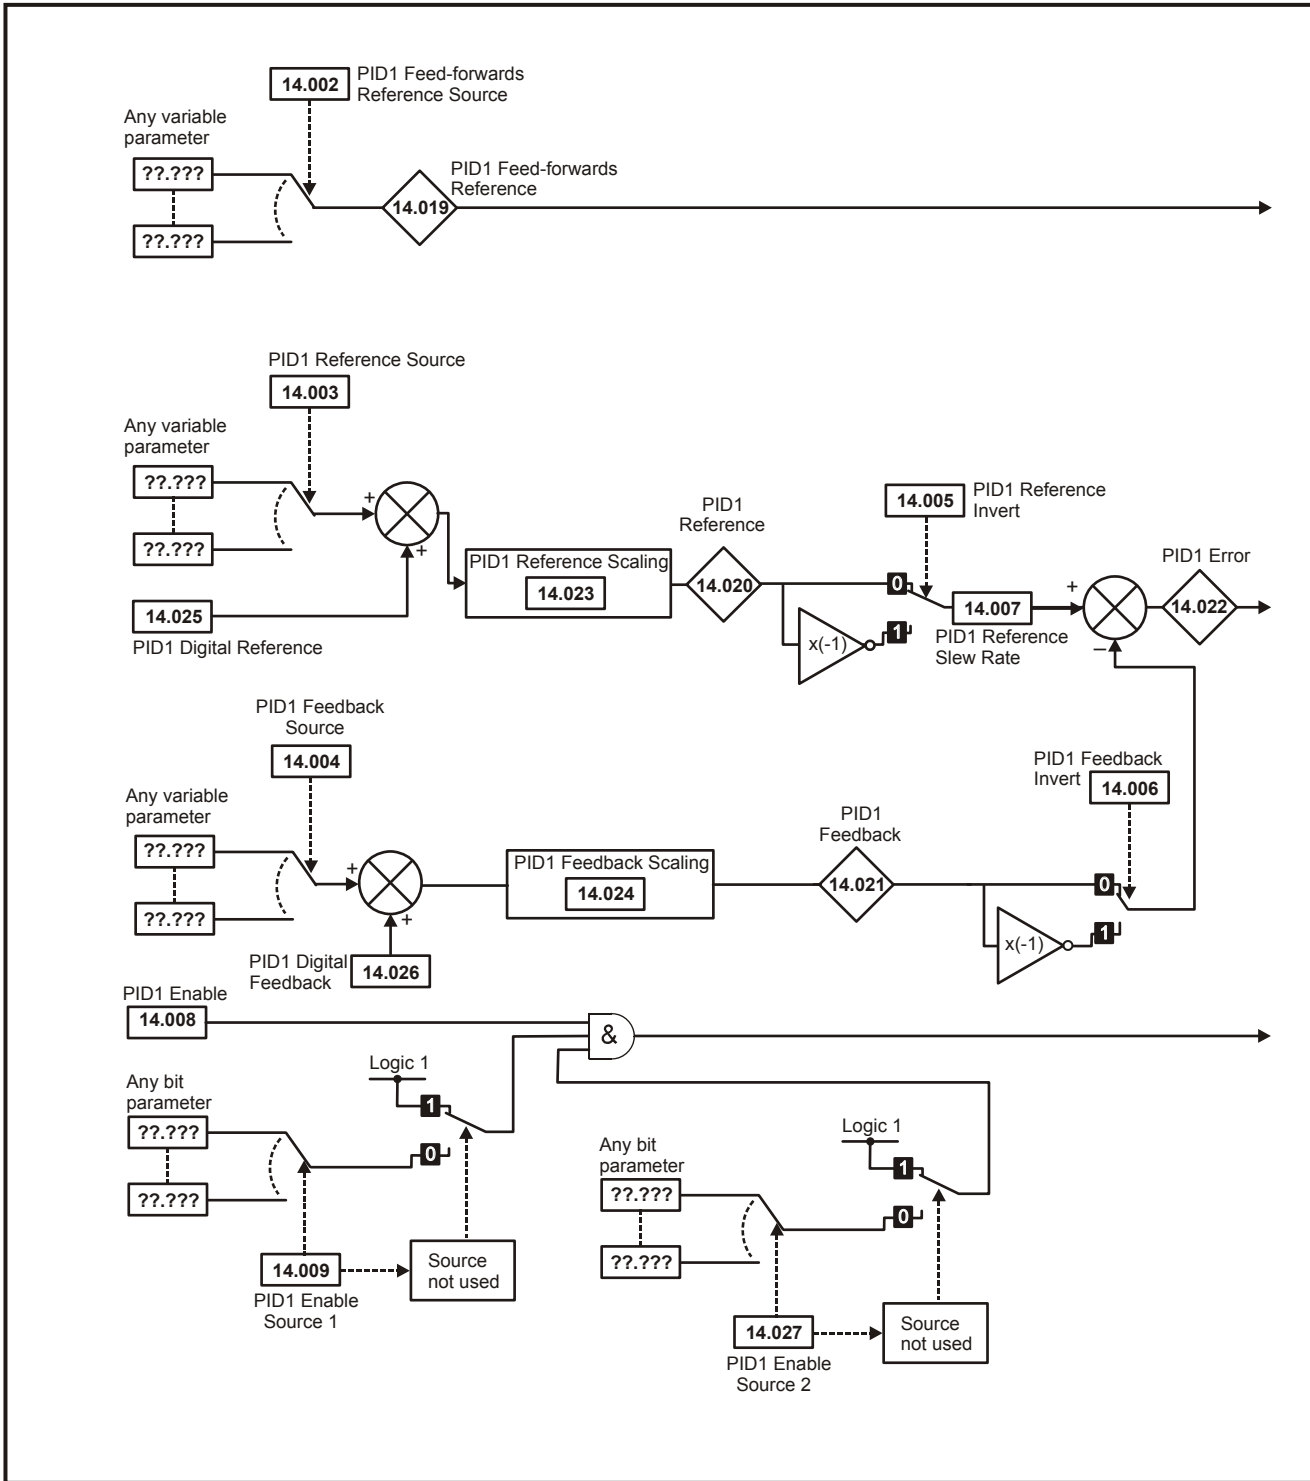 14.002
PID1 Feed-forwards
Reference Source
Any variable
parameter
??.???
??.???
PID1 Feed-forwards
Reference
14.019
PID1 Reference Source
14.003
Any variable
parameter
??.???
??.???
+
+
14.025
PID1 Digital Reference
PID1 Reference Scaling
14.023
PID1
Reference
14.020
14.005
PID1 Reference
Invert
0
1
x(-1)
14.007
PID1 Reference
Slew Rate
+
–
PID1 Error
14.022
PID1 Feedback
Source
14.004
Any variable
parameter
??.???
??.???
+
+
PID1 Digital
Feedback
14.026
PID1 Feedback Scaling
14.024
PID1
Feedback
14.021
PID1 Feedback
Invert
14.006
0
1
x(-1)
PID1 Enable
14.008
&
Logic 1
1
0
Any bit
parameter
??.???
??.???
14.009
PID1 Enable
Source 1
Source
not used
Logic 1
1
0
Any bit
parameter
??.???
??.???
14.027
PID1 Enable
Source 2
Source
not used